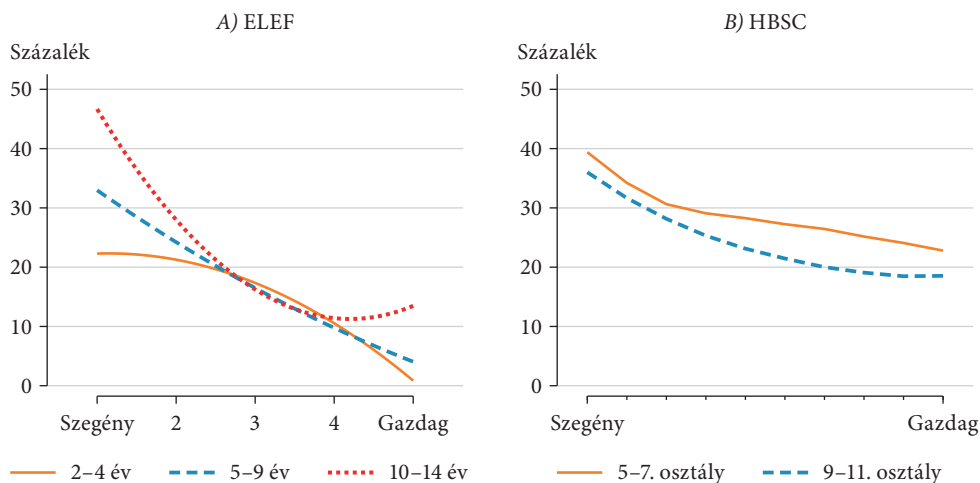 A) ELEF
Százalék
50
40
30
20
10
0
Szegény 2 3 4 Gazdag
2–4 év 5–9 év 10–14 év
B) HBSC
Százalék
50
40
30
20
10
0
Szegény Gazdag
5–7. osztály 9–11. osztály